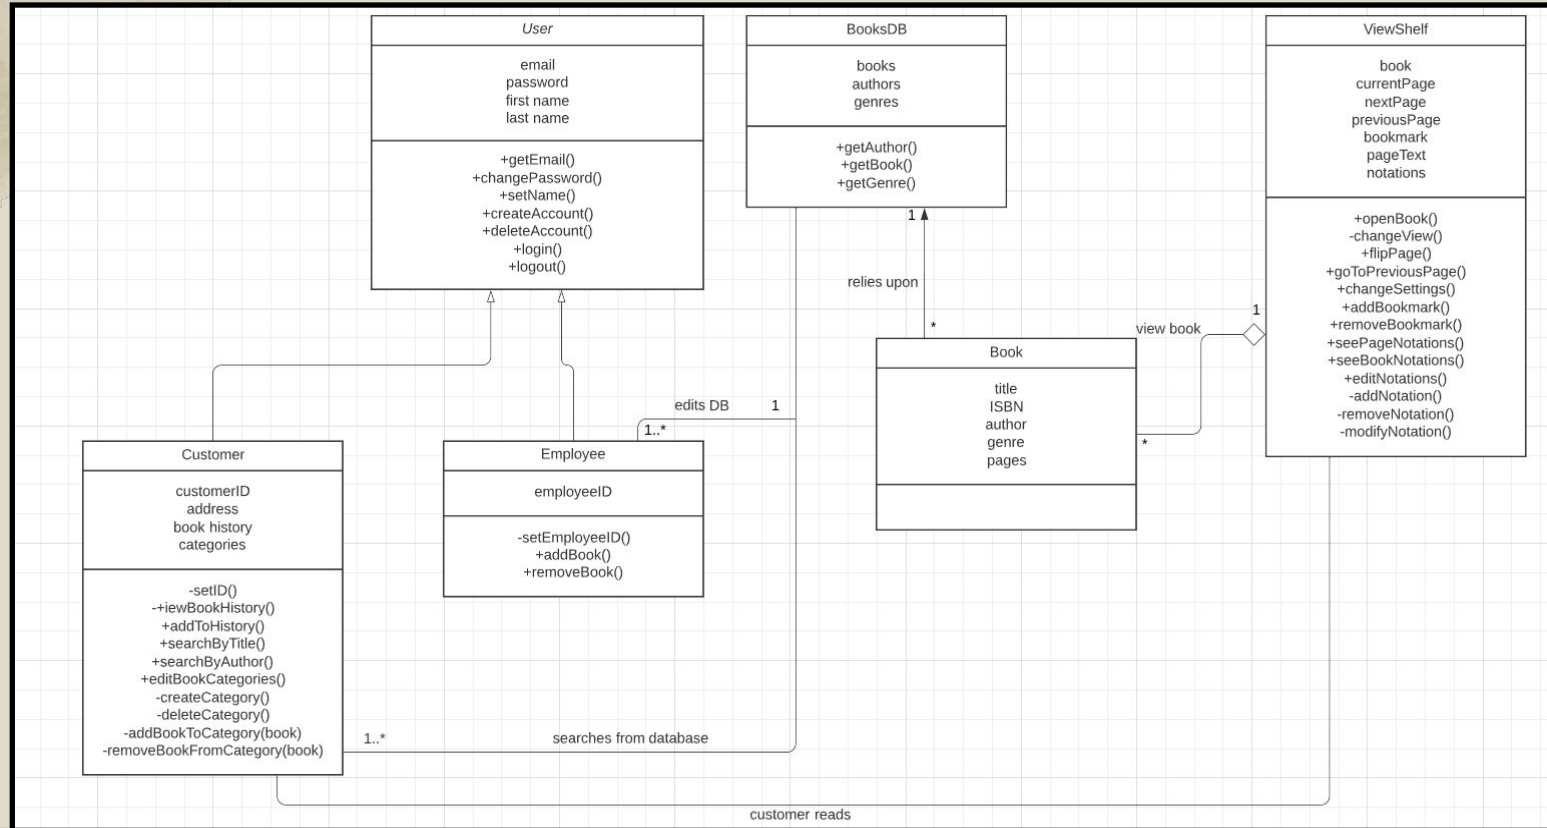 User
email
password
first name
last name
+getEmail()
+changePassword()
+setName()
+createAccount()
+deleteAccount()
+login()
+logout()
BooksDB
books
authors
genres
+getAuthor()
+getBook()
+getGenre()
ViewShelf
book
currentPage
nextPage
previousPage
bookmark
pageText
notations
+openBook()
-changeView()
+flipPage()
+goToPreviousPage()
+changeSettings()
+addBookmark()
+removeBookmark()
+seePageNotations()
+seeBookNotations()
+editNotations()
-addNotation()
-removeNotation()
-modifyNotation()
1
relies upon
*
view book
1
*
Book
title
ISBN
author
genre
pages
edits DB
1
1..*
Customer
customerID
address
book history
categories
-setID()
-+iewBookHistory()
+addToHistory()
+searchByTitle()
+searchByAuthor()
+editBookCategories()
-createCategory()
-deleteCategory()
-addBookToCategory(book)
-removeBookFromCategory(book)
Employee
employeeID
-setEmployeeID()
+addBook()
+removeBook()
1..*
searches from database
customer reads